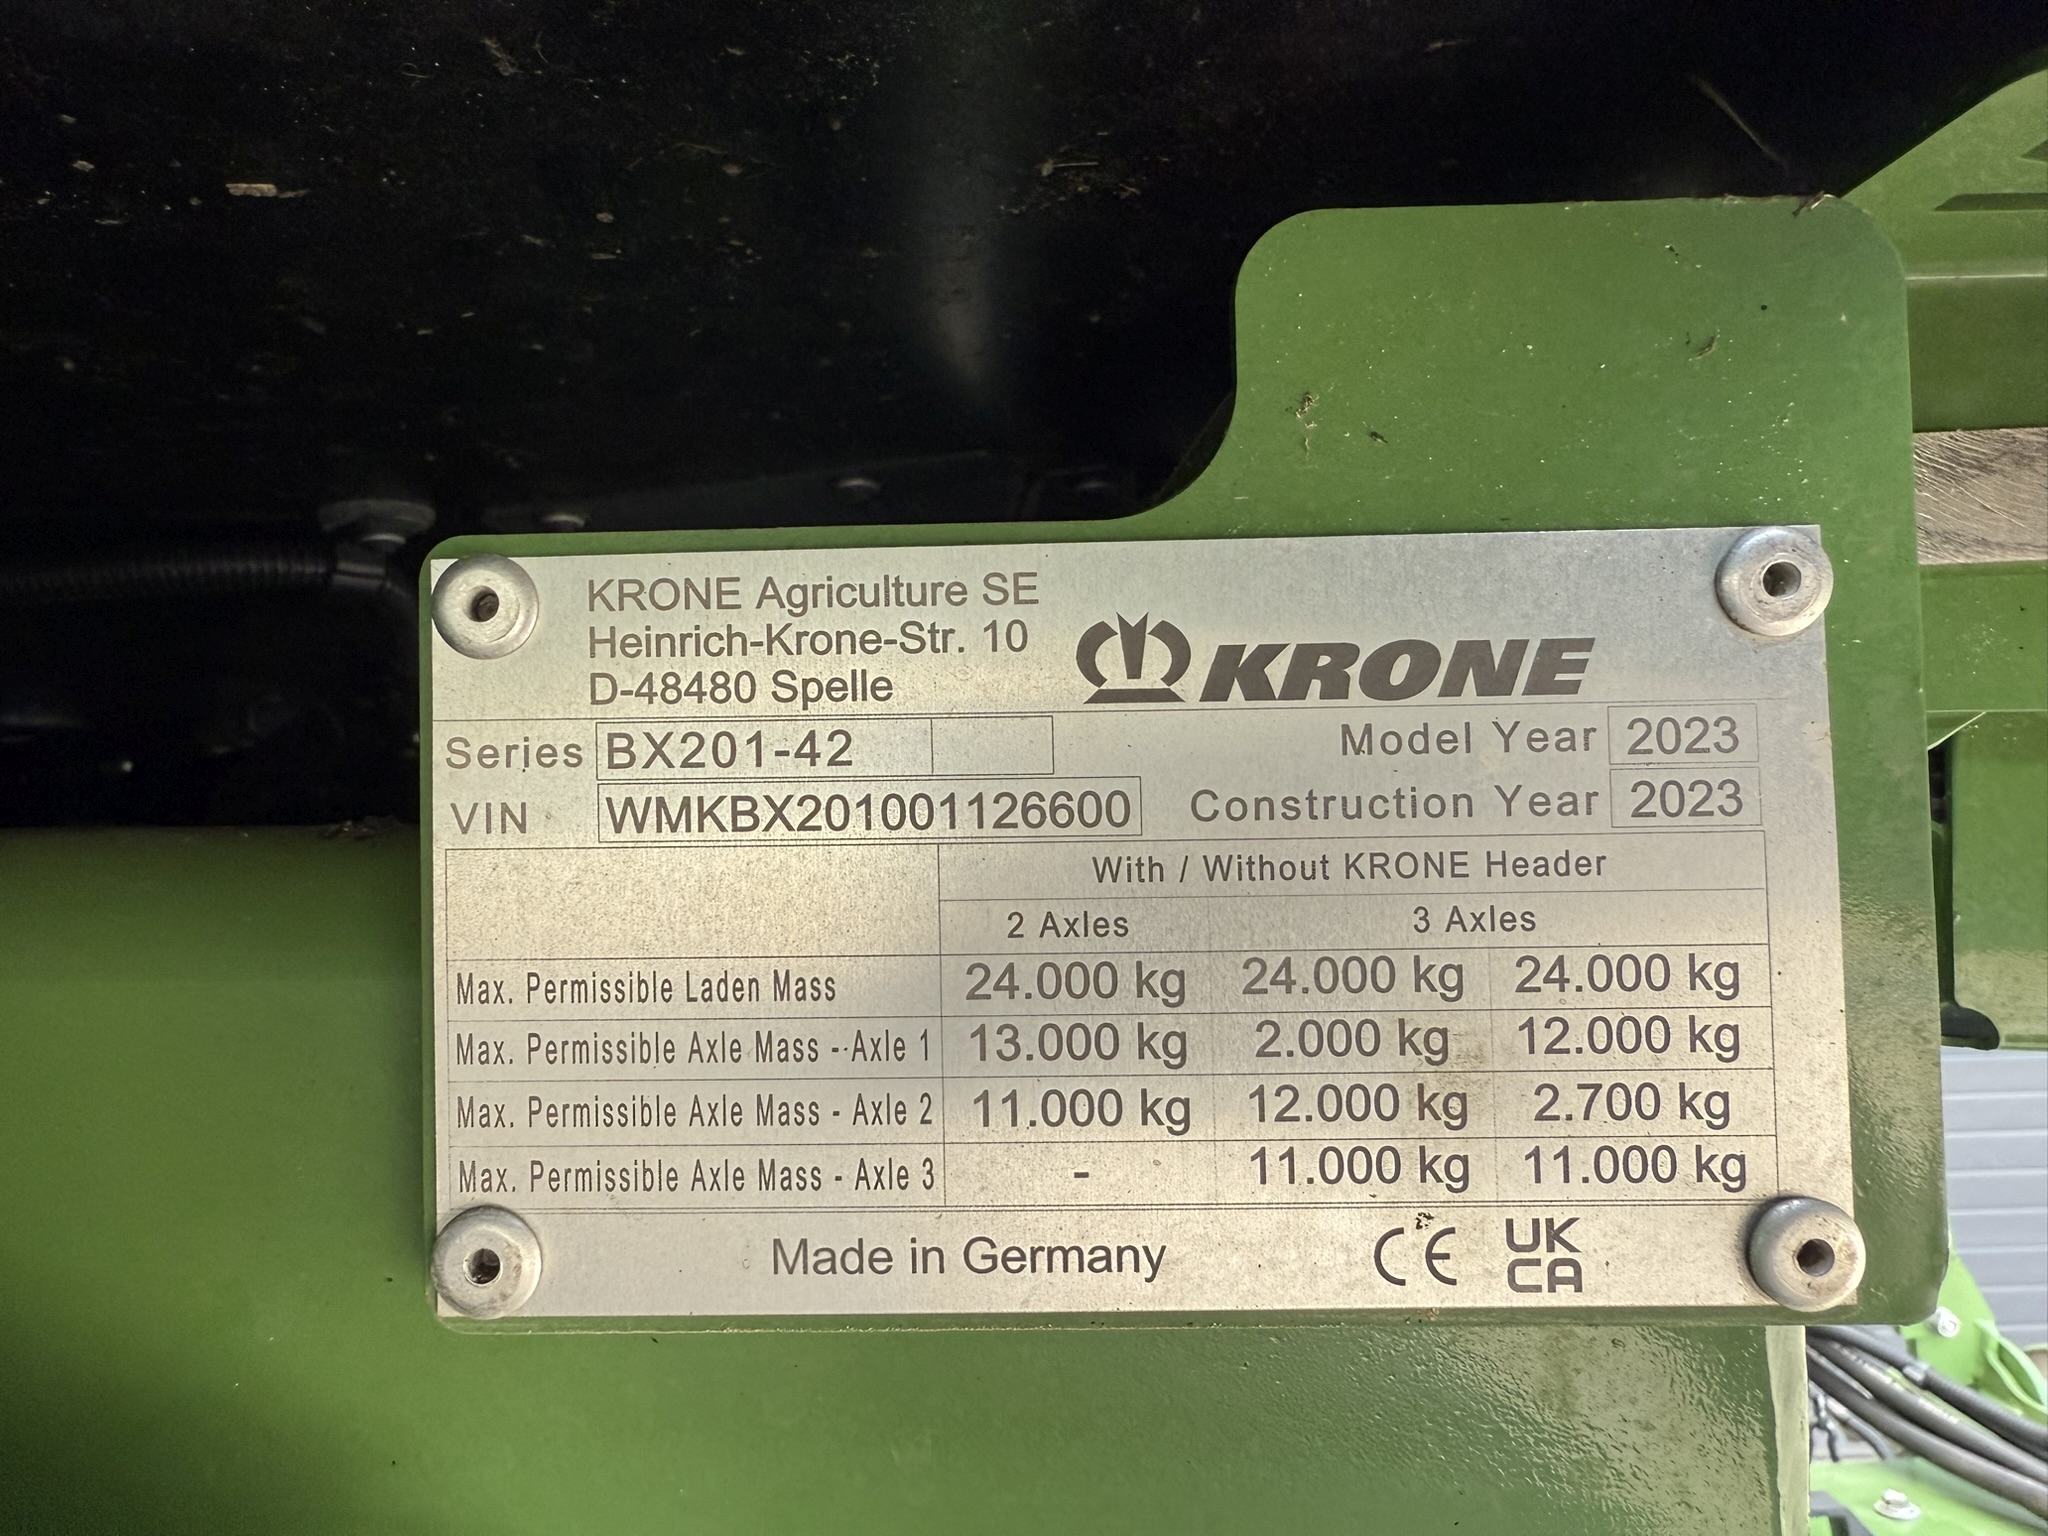 KRONE Agriculture SE
Heinrich-Krone-Str. 10
D-48480 Spelle
KRONE
Series BX201-42 Model Year 2023
VIN WMKBX201001126600 Construction Year 2023
With / Without KRONE Header
2 Axles 3 Axles
Max. Permissible Laden Mass 24.000 kg 24.000 kg 24.000 kg
Max. Permissible Axle Mass - Axle 1 13.000 kg 2.000 kg 12.000 kg
Max. Permissible Axle Mass - Axle 2 11.000 kg 12.000 kg 2.700 kg
Max. Permissible Axle Mass - Axle 3 - 11.000 kg 11.000 kg
Made in Germany CE UK
CA